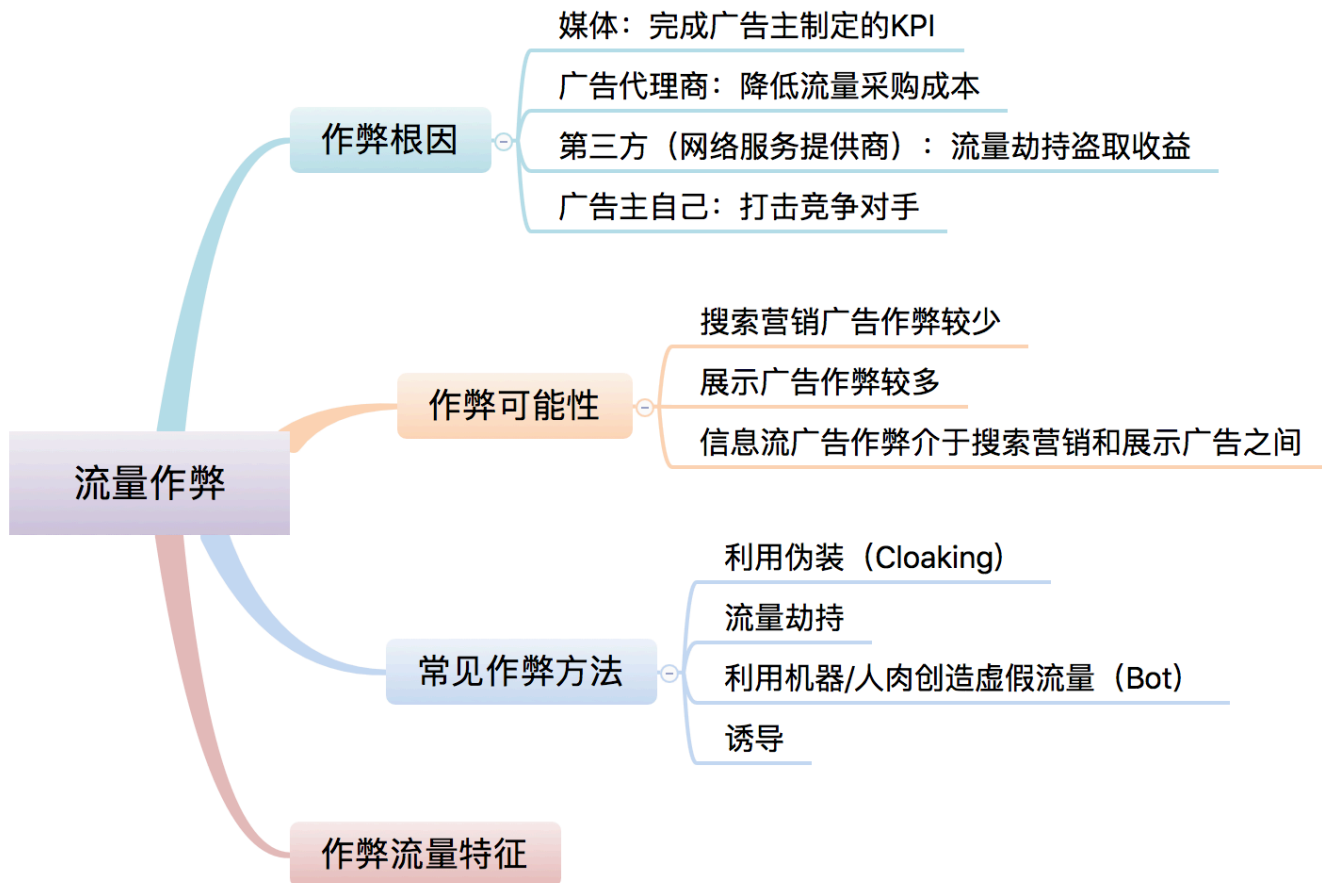 流量作弊
作弊根因
媒体：完成广告主制定的KPI
广告代理商：降低流量采购成本
第三方（网络服务提供商）：流量劫持盗取收益
广告主自己：打击竞争对手
作弊可能性
搜索营销广告作弊较少
展示广告作弊较多
信息流广告作弊介于搜索营销和展示广告之间
常见作弊方法
利用伪装（Cloaking）
流量劫持
利用机器/人肉创造虚假流量（Bot）
诱导
作弊流量特征